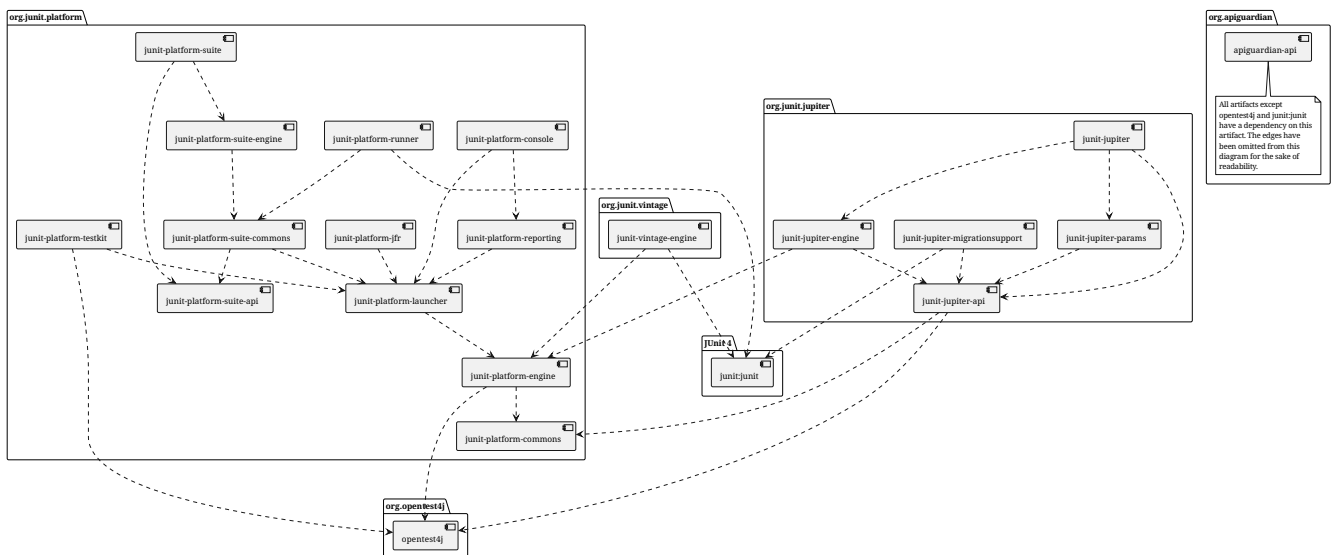 org.junit.platform
junit-platform-suite
junit-platform-suite-engine
junit-platform-runner
junit-platform-console
junit-platform-testkit
junit-platform-suite-commons
junit-platform-jfr
junit-platform-reporting
junit-platform-suite-api
junit-platform-launcher
junit-platform-engine
junit-platform-commons
org.junit.vintage
junit-vintage-engine
JUnit 4
junit:junit
org.junit.jupiter
junit-jupiter
junit-jupiter-engine
junit-jupiter-migrationsupport
junit-jupiter-params
junit-jupiter-api
org.opentest4j
opentest4j
org.apiguardian
apiguardian-api
All artifacts except
opentest4j and junit:junit
have a dependency on this
artifact. The edges have
been omitted from this
diagram for the sake of
readability.